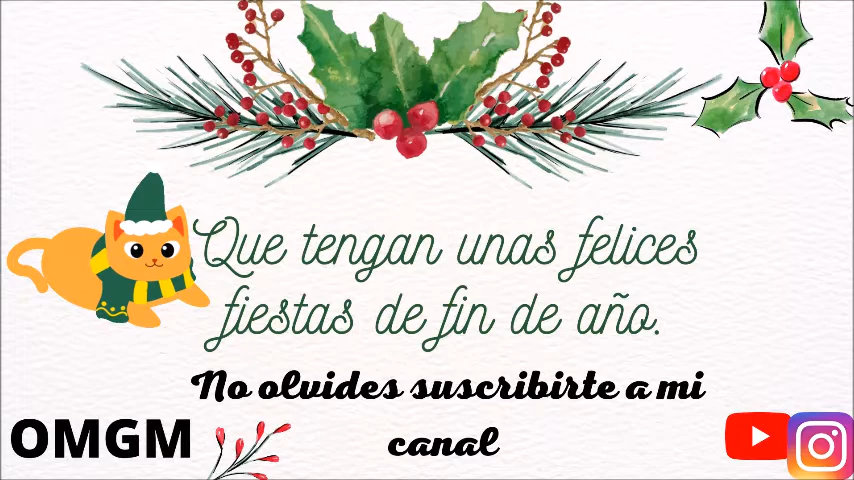 Que tengan unas felices
fiestas de fin de año.
No olvides suscribirte a mi
canal
OMGM